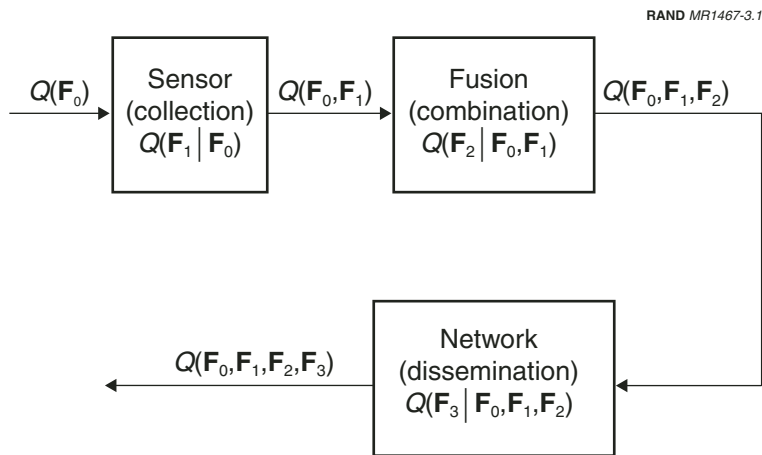 RAND MR1467-3.1
Q(F₀)
Sensor
(collection)
Q(F₁ | F₀)
Q(F₀,F₁)
Fusion
(combination)
Q(F₂ | F₀,F₁)
Q(F₀,F₁,F₂)
Network
(dissemination)
Q(F₃ | F₀,F₁,F₂)
Q(F₀,F₁,F₂,F₃)